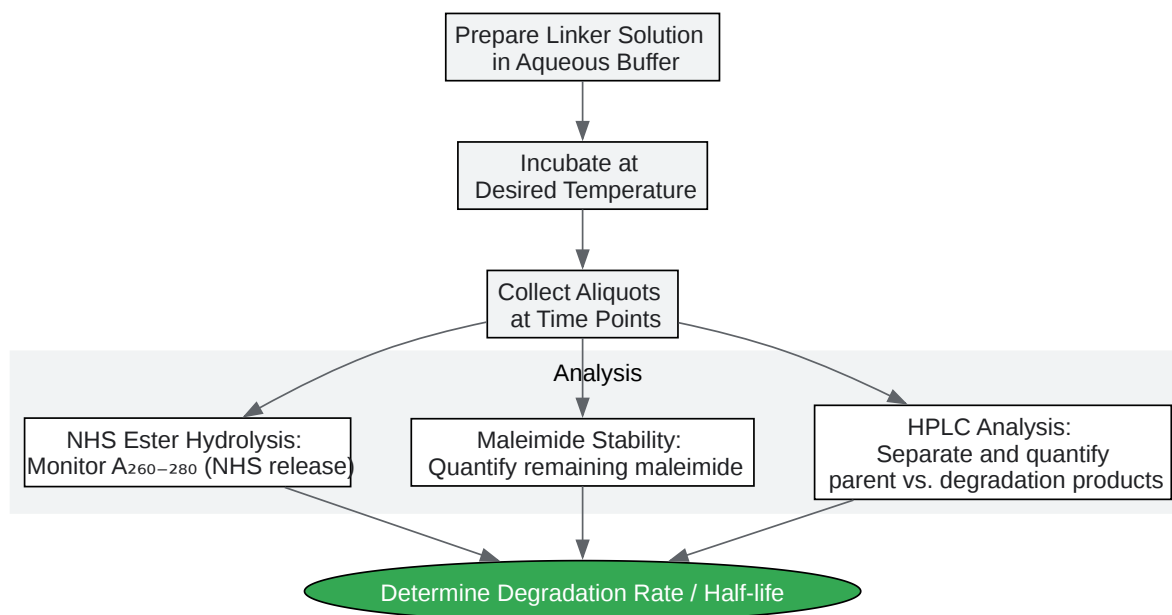 Prepare Linker Solution
in Aqueous Buffer
Incubate at
Desired Temperature
Collect Aliquots
at Time Points
Analysis
NHS Ester Hydrolysis:
Monitor A₂₆₀₋₂₈₀ (NHS release)
Maleimide Stability:
Quantify remaining maleimide
HPLC Analysis:
Separate and quantify
parent vs. degradation products
Determine Degradation Rate / Half-life